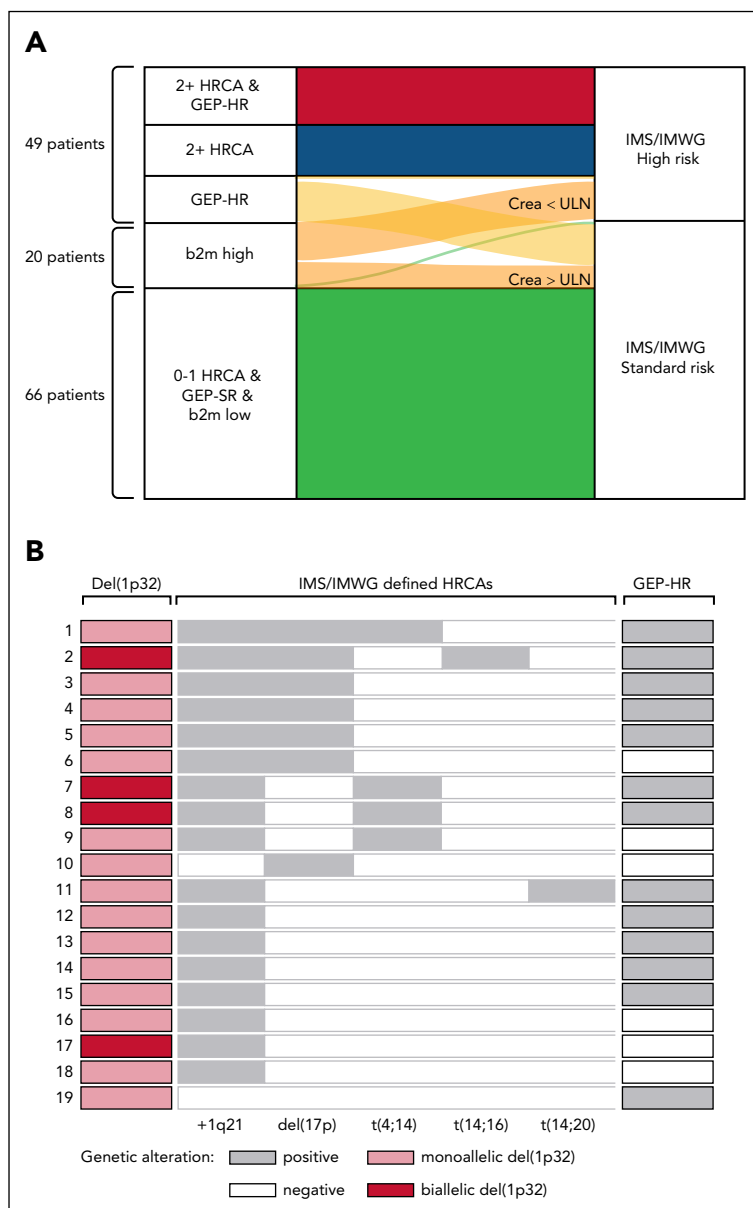 A
49 patients
20 patients
66 patients
2+ HRCA &
GEP-HR
2+ HRCA
GEP-HR
b2m high
0-1 HRCA &
GEP-SR &
b2m low
Crea < ULN
Crea > ULN
IMS/IMWG
High risk
IMS/IMWG
Standard risk
B
Del(1p32) IMS/IMWG defined HRCAs GEP-HR
1
2
3
4
5
6
7
8
9
10
11
12
13
14
15
16
17
18
19
+1q21 del(17p) t(4;14) t(14;16) t(14;20)
Genetic alteration: positive monoallelic del(1p32)
negative biallelic del(1p32)